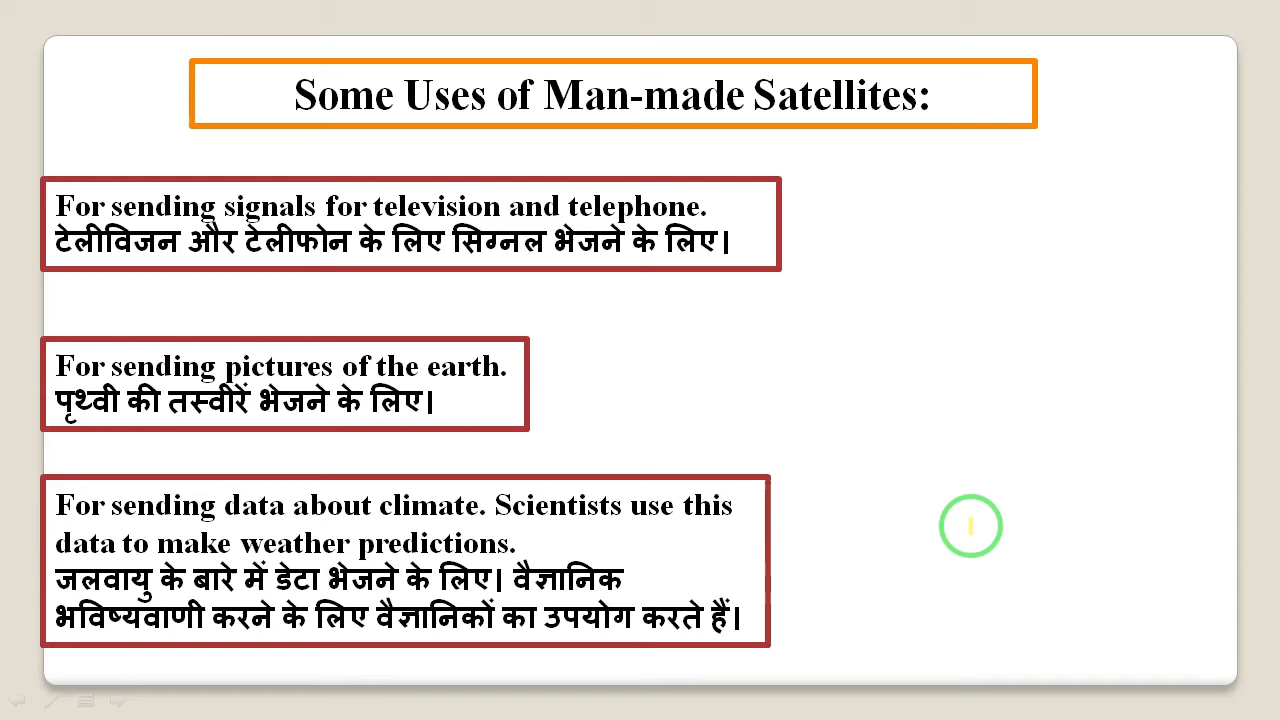 Some Uses of Man-made Satellites:
For sending signals for television and telephone.
टेलीविजन और टेलीफोन के लिए सिग्नल भेजने के लिए।
For sending pictures of the earth.
पृथ्वी की तस्वीरें भेजने के लिए।
For sending data about climate. Scientists use this
data to make weather predictions.
जलवायु के बारे में डेटा भेजने के लिए। वैज्ञानिक
भविष्यवाणी करने के लिए वैज्ञानिकों का उपयोग करते हैं।